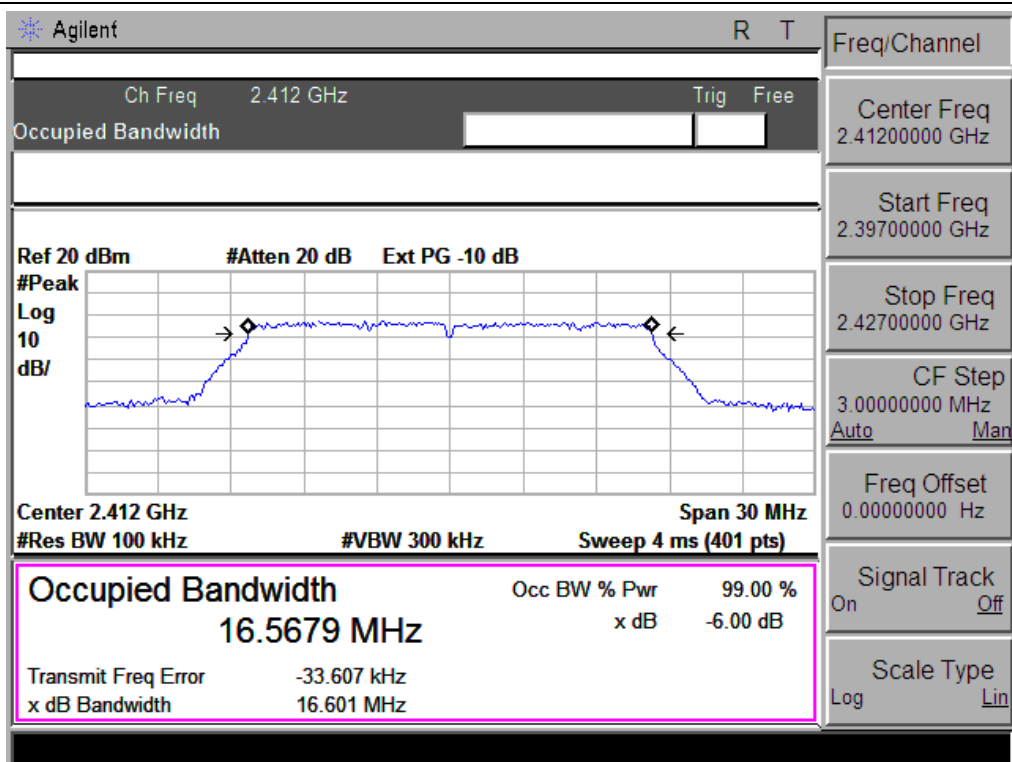 Agilent R T
Freq/Channel
Ch Freq 2.412 GHz Trig Free
Occupied Bandwidth
Center Freq
2.41200000 GHz
Start Freq
2.39700000 GHz
Ref 20 dBm #Atten 20 dB Ext PG -10 dB
#Peak
Log
10
dB/
Stop Freq
2.42700000 GHz
CF Step
3.00000000 MHz
Auto Man
Center 2.412 GHz Span 30 MHz
#Res BW 100 kHz #VBW 300 kHz Sweep 4 ms (401 pts)
Freq Offset
0.00000000 Hz
Occupied Bandwidth Occ BW % Pwr 99.00 %
16.5679 MHz x dB -6.00 dB
Transmit Freq Error -33.607 kHz
x dB Bandwidth 16.601 MHz
Signal Track
On Off
Scale Type
Log Lin